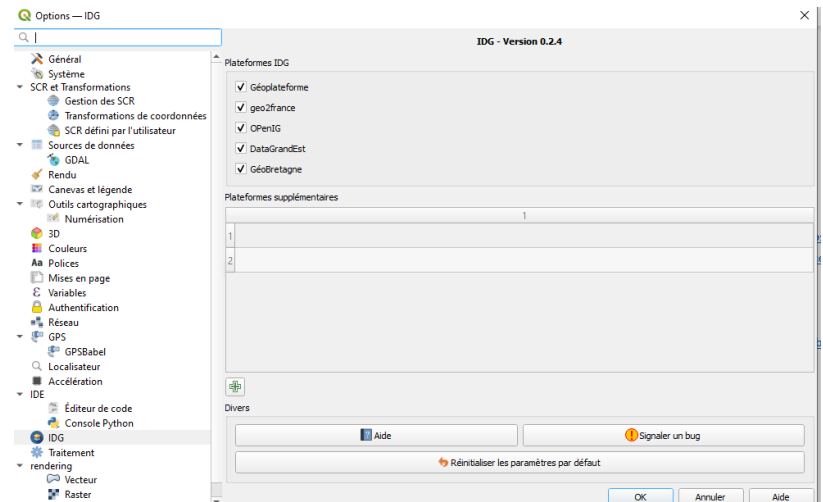 Options — IDG
IDG - Version 0.2.4
Général
Système
SCR et Transformations
Gestion des SCR
Transformations de coordonnées
SCR défini par l'utilisateur
Sources de données
GDAL
Rendu
Canevas et légende
Outils cartographiques
Numérisation
3D
Couleurs
Aa Polices
Mises en page
ε Variables
Authentification
Réseau
GPS
GPSBabel
Localisateur
Accélération
IDE
Éditeur de code
Console Python
IDG
Traitement
rendering
Vecteur
Raster
Plateformes IDG
Géoplateforme
geo2france
OPenIG
DataGrandEst
GéoBretagne
Plateformes supplémentaires
1
1
2
Divers
Aide
Signaler un bug
Réinitialiser les paramètres par défaut
OK Annuler Aide